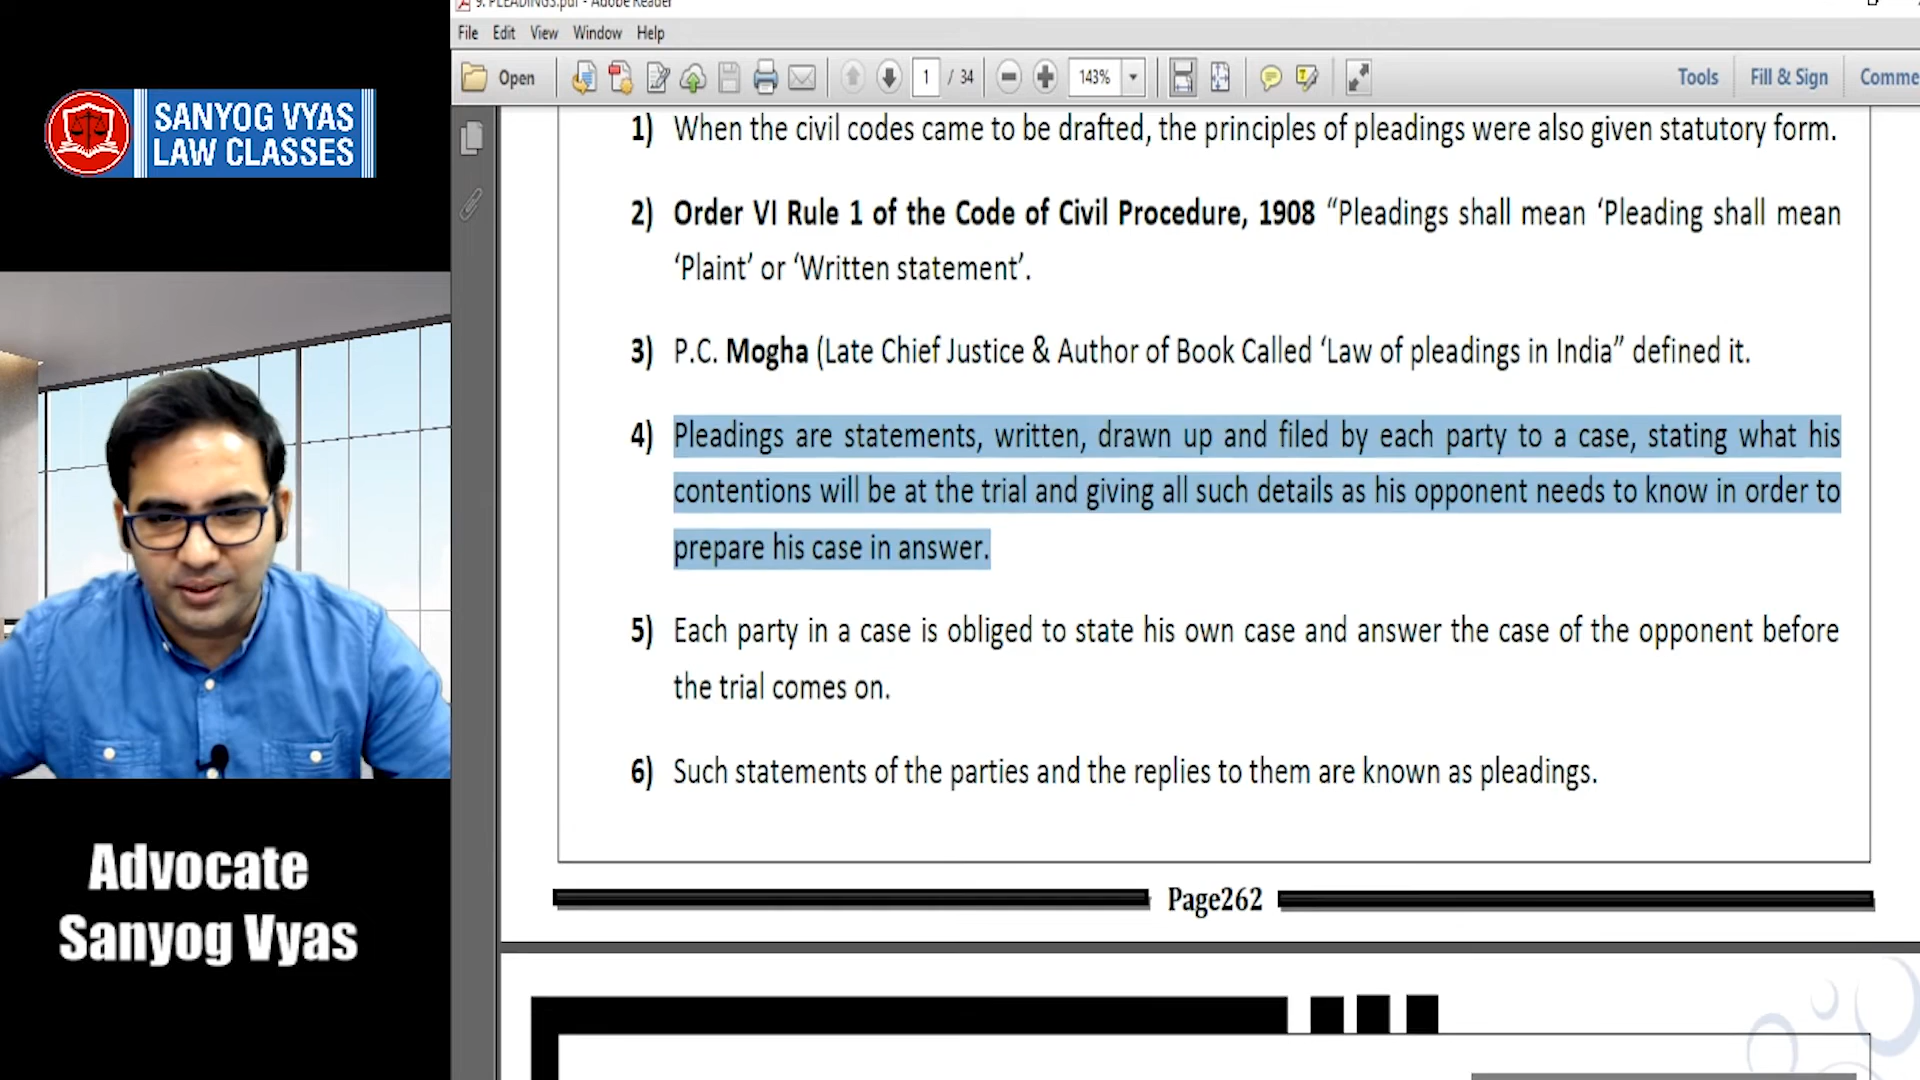 9. PLEADINGS.pdf - Adobe Reader
File Edit View Window Help
Open 1 / 34 143% Tools Fill & Sign Comme
SANYOG VYAS
LAW CLASSES
1) When the civil codes came to be drafted, the principles of pleadings were also given statutory form.
2) Order VI Rule 1 of the Code of Civil Procedure, 1908 “Pleadings shall mean ‘Pleading shall mean
‘Plaint’ or ‘Written statement’.
3) P.C. Mogha (Late Chief Justice & Author of Book Called ‘Law of pleadings in India” defined it.
4) Pleadings are statements, written, drawn up and filed by each party to a case, stating what his
contentions will be at the trial and giving all such details as his opponent needs to know in order to
prepare his case in answer.
5) Each party in a case is obliged to state his own case and answer the case of the opponent before
the trial comes on.
6) Such statements of the parties and the replies to them are known as pleadings.
Page262
Advocate
Sanyog Vyas